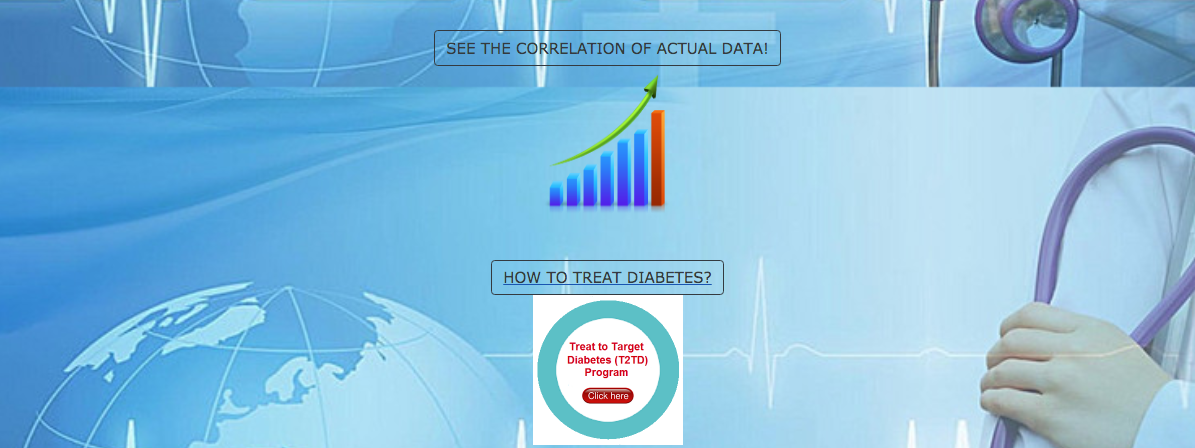 SEE THE CORRELATION OF ACTUAL DATA!
HOW TO TREAT DIABETES?
Treat to Target
Diabetes (T2TD)
Program
Click here